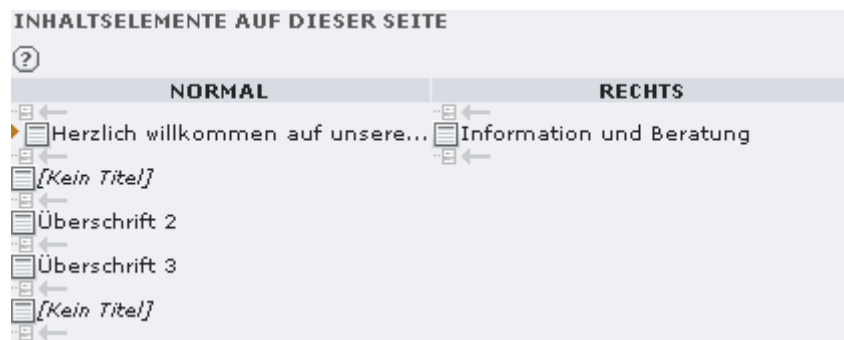 INHALTSELEMENTE AUF DIESER SEITE
?
NORMAL RECHTS
Herzlich willkommen auf unsere... Information und Beratung
[Kein Titel]
Überschrift 2
Überschrift 3
[Kein Titel]